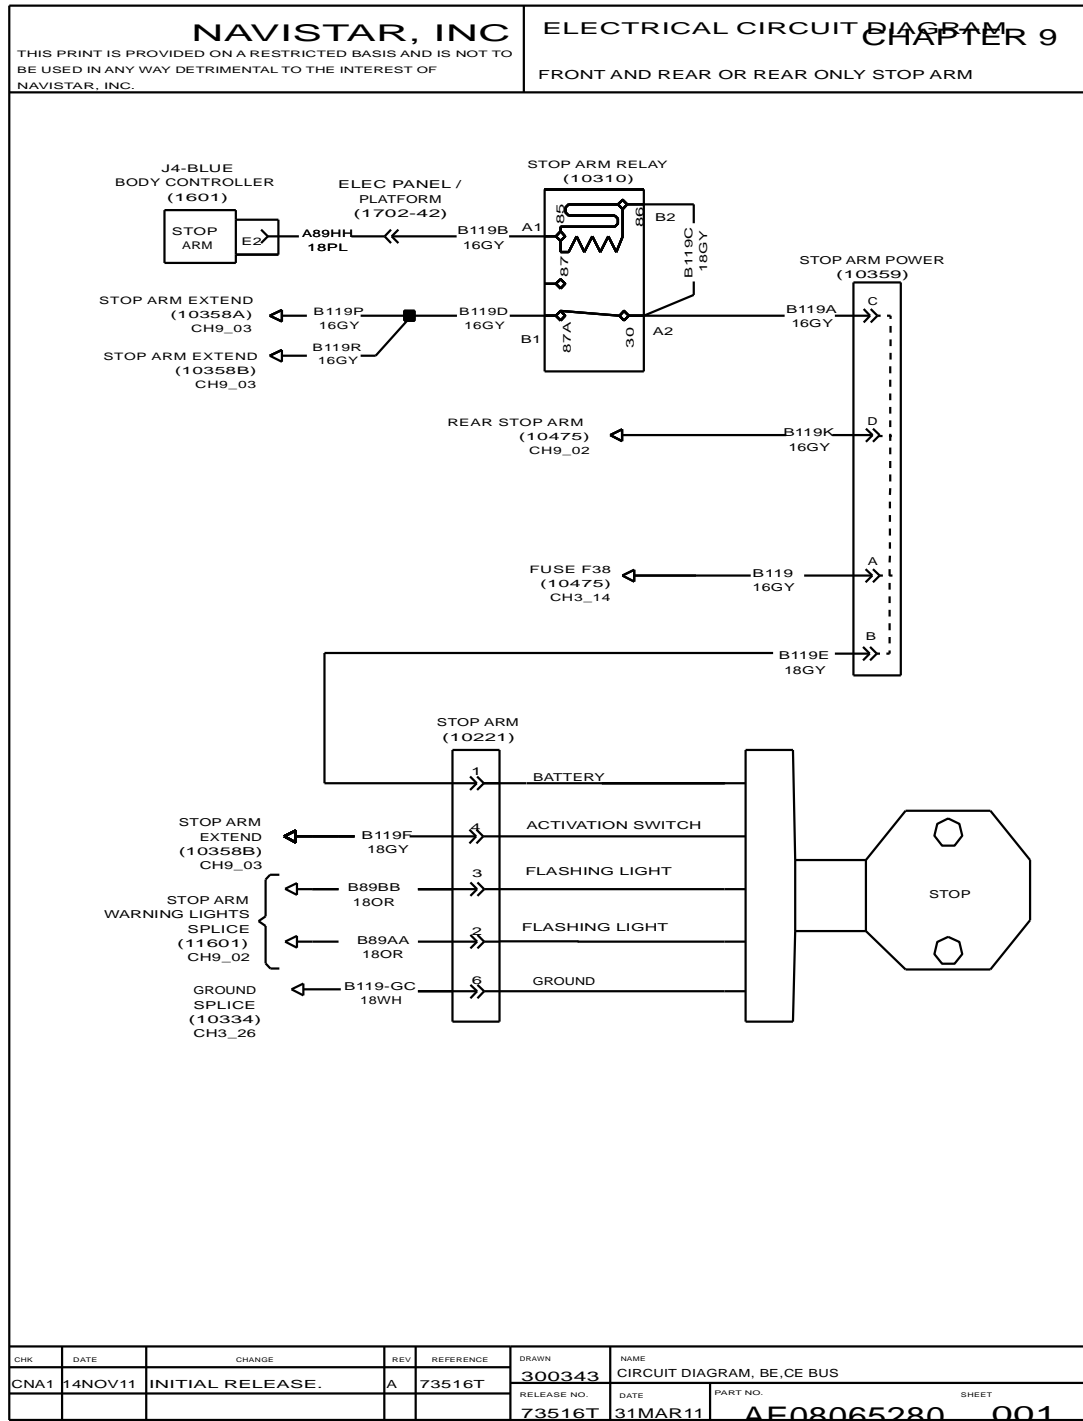 NAVISTAR, INC
THIS PRINT IS PROVIDED ON A RESTRICTED BASIS AND IS NOT TO
BE USED IN ANY WAY DETRIMENTAL TO THE INTEREST OF
NAVISTAR, INC.
ELECTRICAL CIRCUIT DIAGRAM
CHAPTER 9
FRONT AND REAR OR REAR ONLY STOP ARM
J4-BLUE
BODY CONTROLLER
(1601)
STOP
ARM
E2
A89HH
18PL
ELEC PANEL /
PLATFORM
(1702-42)
B119B
16GY
A1
STOP ARM RELAY
(10310)
85
86
87
87A
30
B2
B119C
18GY
A2
B1
STOP ARM EXTEND
(10358A)
CH9_03
B119P
16GY
B119D
16GY
STOP ARM EXTEND
(10358B)
CH9_03
B119R
16GY
STOP ARM POWER
(10359)
B119A
16GY
C
REAR STOP ARM
(10475)
CH9_02
B119K
16GY
D
FUSE F38
(10475)
CH3_14
B119
16GY
A
B119E
18GY
B
STOP ARM
(10221)
1
BATTERY
STOP ARM
EXTEND
(10358B)
CH9_03
B119F
18GY
4
ACTIVATION SWITCH
STOP ARM
WARNING LIGHTS
SPLICE
(11601)
CH9_02
B89BB
18OR
3
FLASHING LIGHT
B89AA
18OR
2
FLASHING LIGHT
GROUND
SPLICE
(10334)
CH3_26
B119-GC
18WH
6
GROUND
STOP
CHK DATE CHANGE REV REFERENCE
CNA1 14NOV11 INITIAL RELEASE. A 73516T
DRAWN
300343
NAME
CIRCUIT DIAGRAM, BE,CE BUS
RELEASE NO.
73516T
DATE
31MAR11
PART NO.
AE08065280
SHEET
001